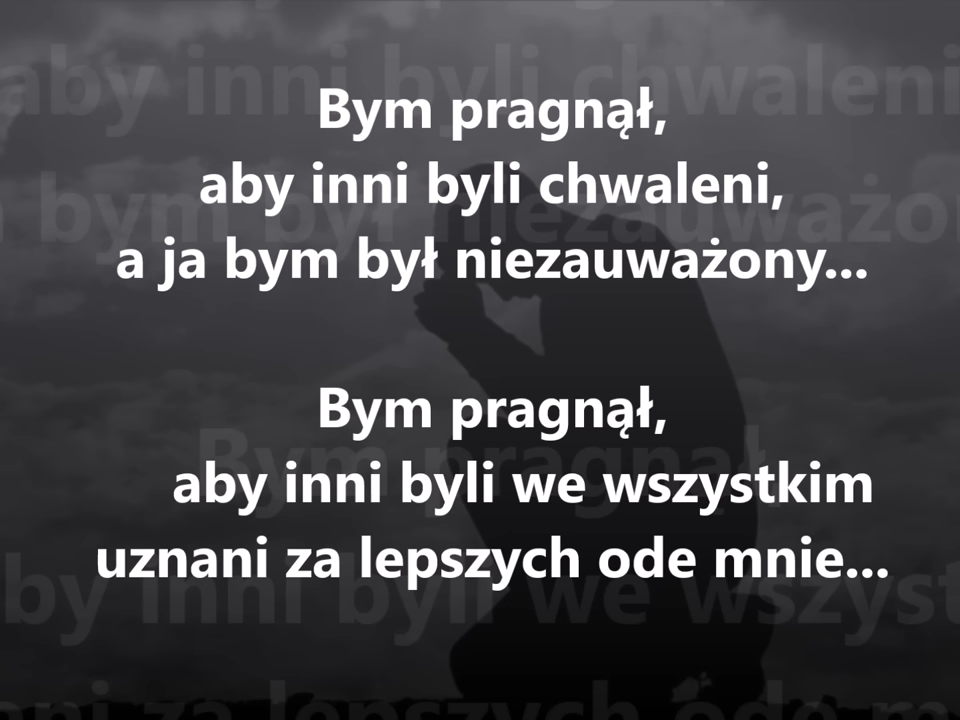 Bym pragnął,
aby inni byli chwaleni,
a ja bym był niezauważony...
Bym pragnął,
aby inni byli we wszystkim
uznani za lepszych ode mnie...